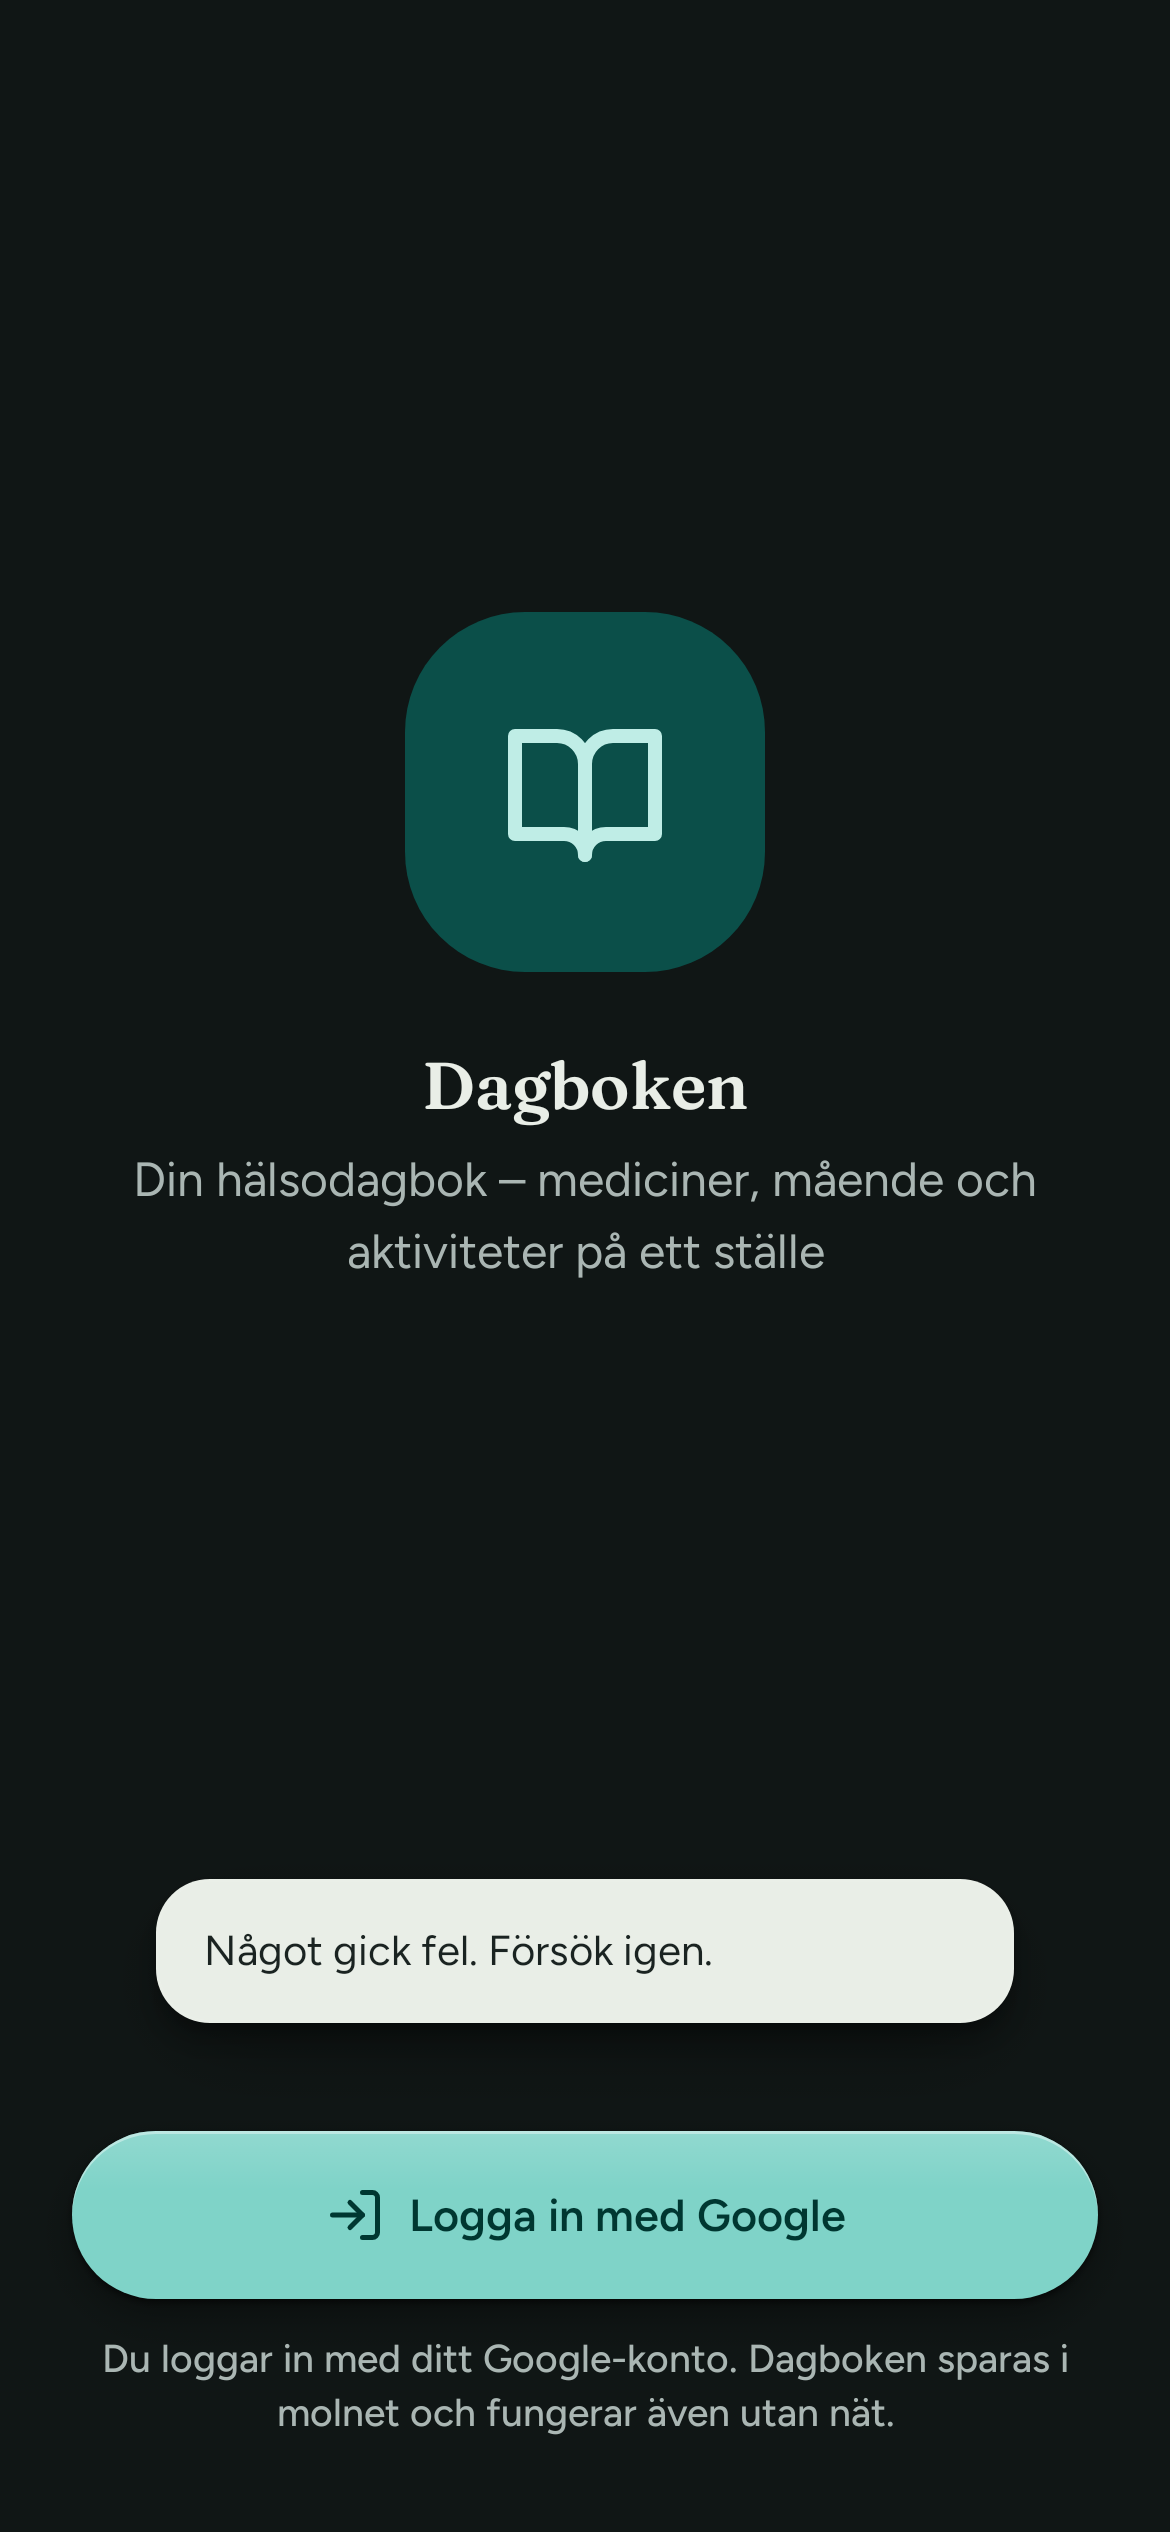 Dagboken
Din hälsodagbok – mediciner, mående och
aktiviteter på ett ställe
Något gick fel. Försök igen.
Logga in med Google
Du loggar in med ditt Google-konto. Dagboken sparas i
molnet och fungerar även utan nät.